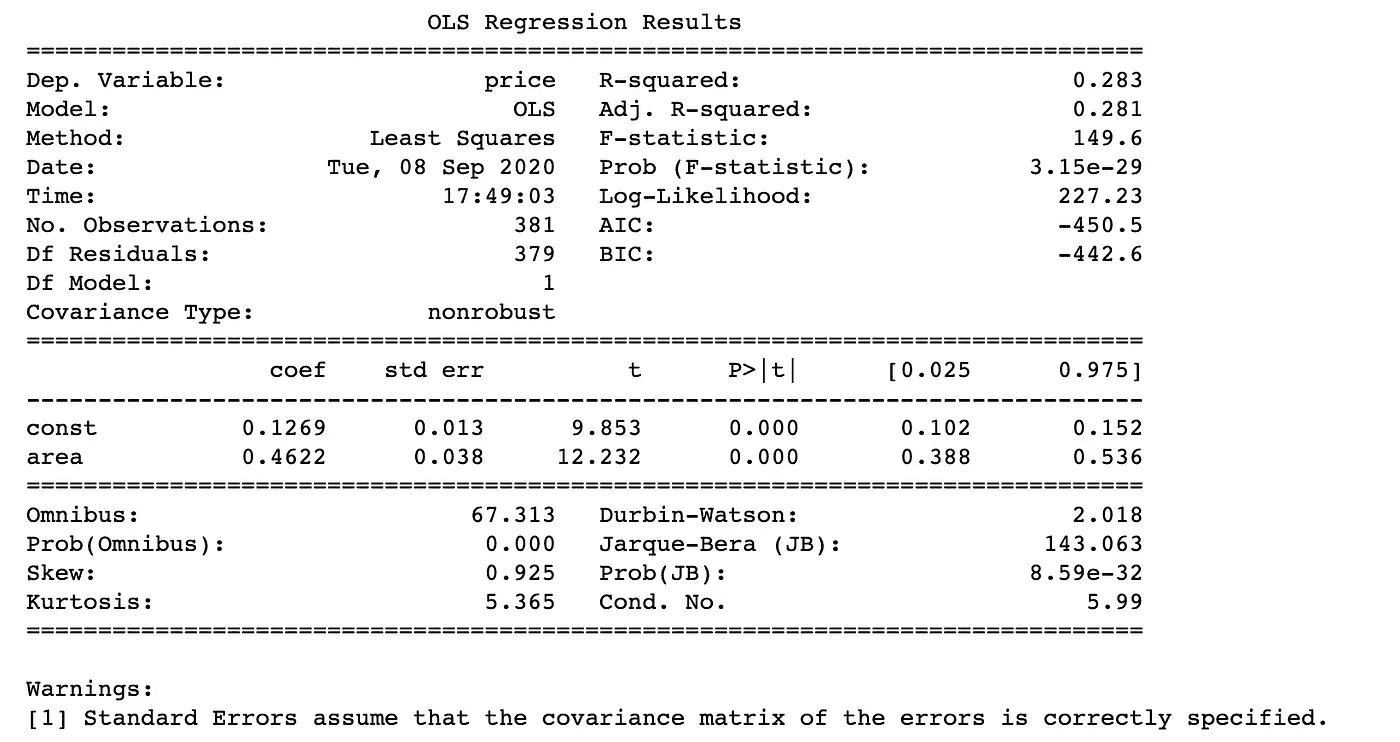 OLS Regression Results
==============================================================================
Dep. Variable:                  price   R-squared:                       0.283
Model:                            OLS   Adj. R-squared:                  0.281
Method:                 Least Squares   F-statistic:                     149.6
Date:                Tue, 08 Sep 2020   Prob (F-statistic):           3.15e-29
Time:                        17:49:03   Log-Likelihood:                 227.23
No. Observations:                 381   AIC:                            -450.5
Df Residuals:                     379   BIC:                            -442.6
Df Model:                           1
Covariance Type:            nonrobust
==============================================================================
                 coef    std err          t      P>|t|      [0.025      0.975]
------------------------------------------------------------------------------
const          0.1269      0.013      9.853      0.000       0.102       0.152
area           0.4622      0.038     12.232      0.000       0.388       0.536
==============================================================================
Omnibus:                       67.313   Durbin-Watson:                   2.018
Prob(Omnibus):                  0.000   Jarque-Bera (JB):              143.063
Skew:                           0.925   Prob(JB):                     8.59e-32
Kurtosis:                       5.365   Cond. No.                         5.99
==============================================================================
Warnings:
[1] Standard Errors assume that the covariance matrix of the errors is correctly specified.